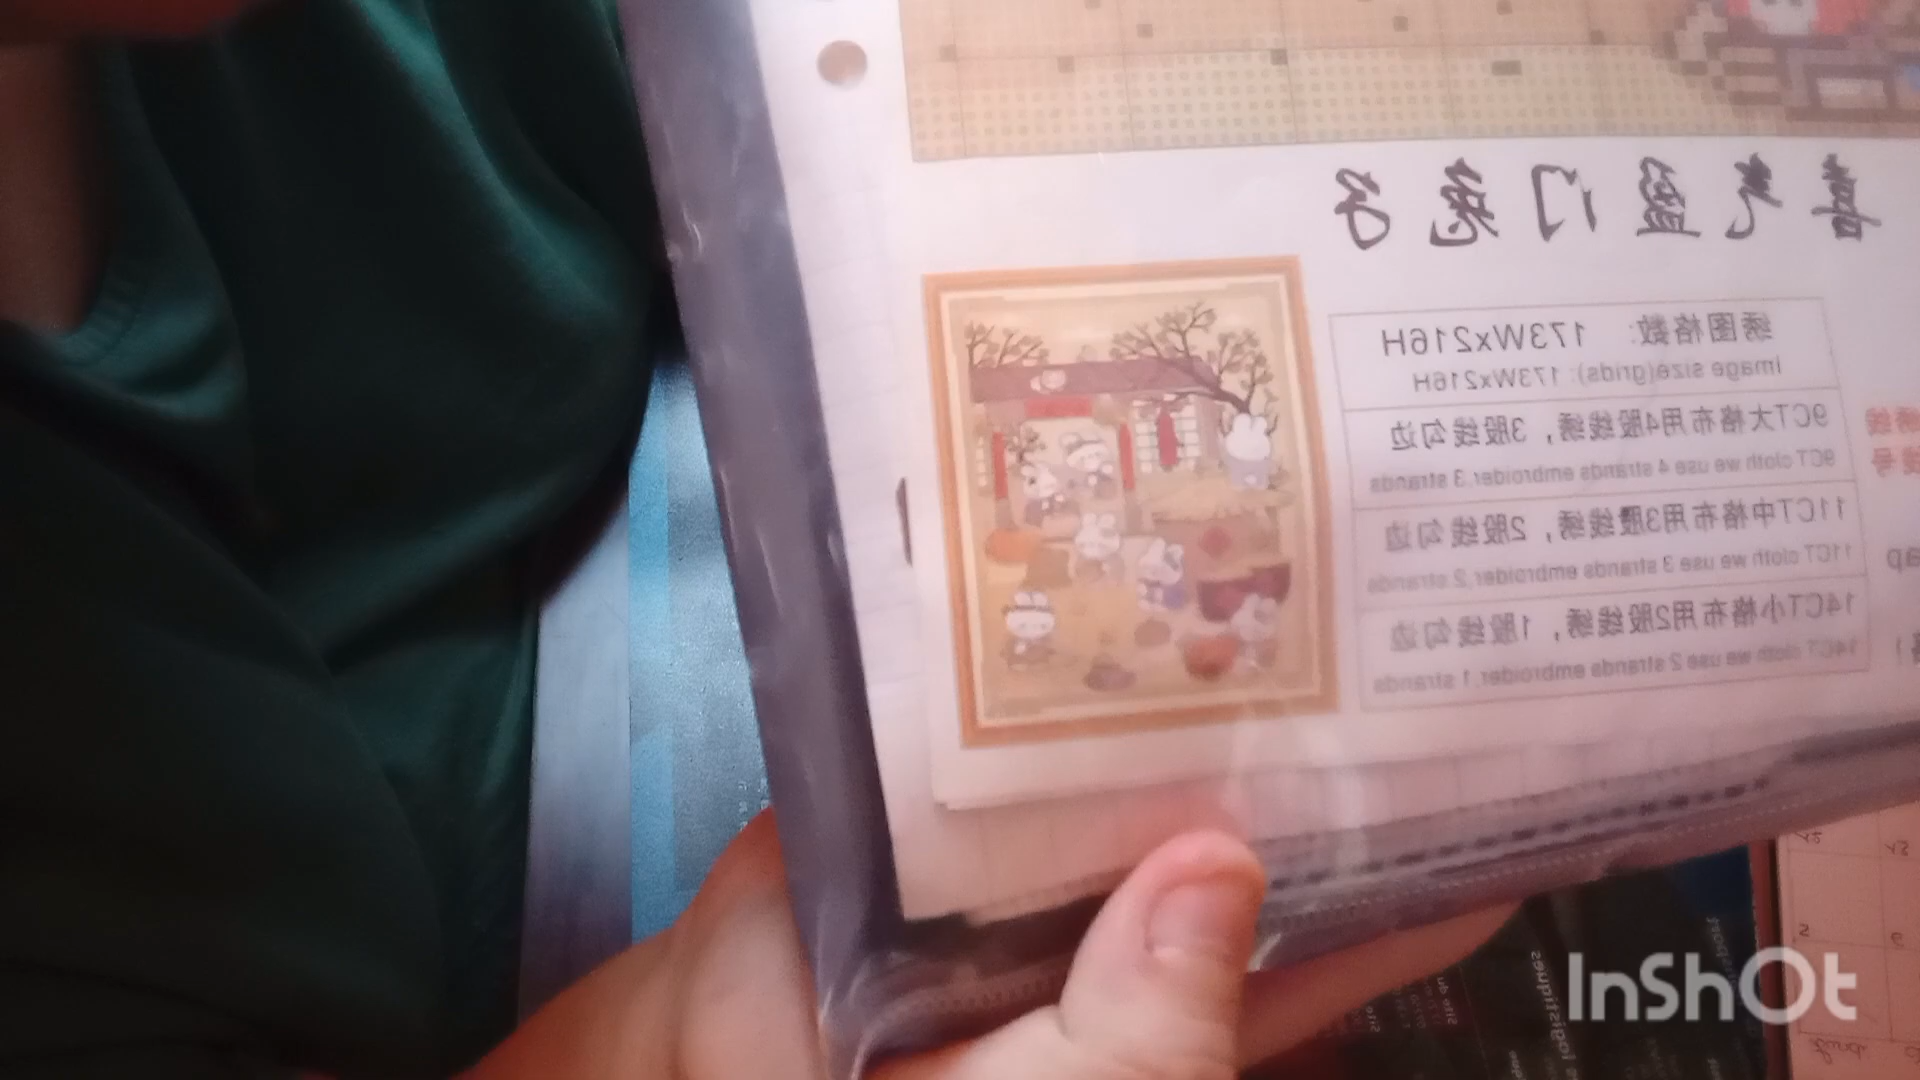 喜气盈门兔子
绣图格数: 173Wx216H
Image size(grids): 173Wx216H
9CT大格布用4股线绣，3股线勾边
9CT cloth we use 4 strands embroider,3 strands
11CT中格布用3股线绣，2股线勾边
11CT cloth we use 3 strands embroider,2 strands
14CT小格布用2股线绣，1股线勾边
14CT cloth we use 2 strands embroider,1 strands
InShOt